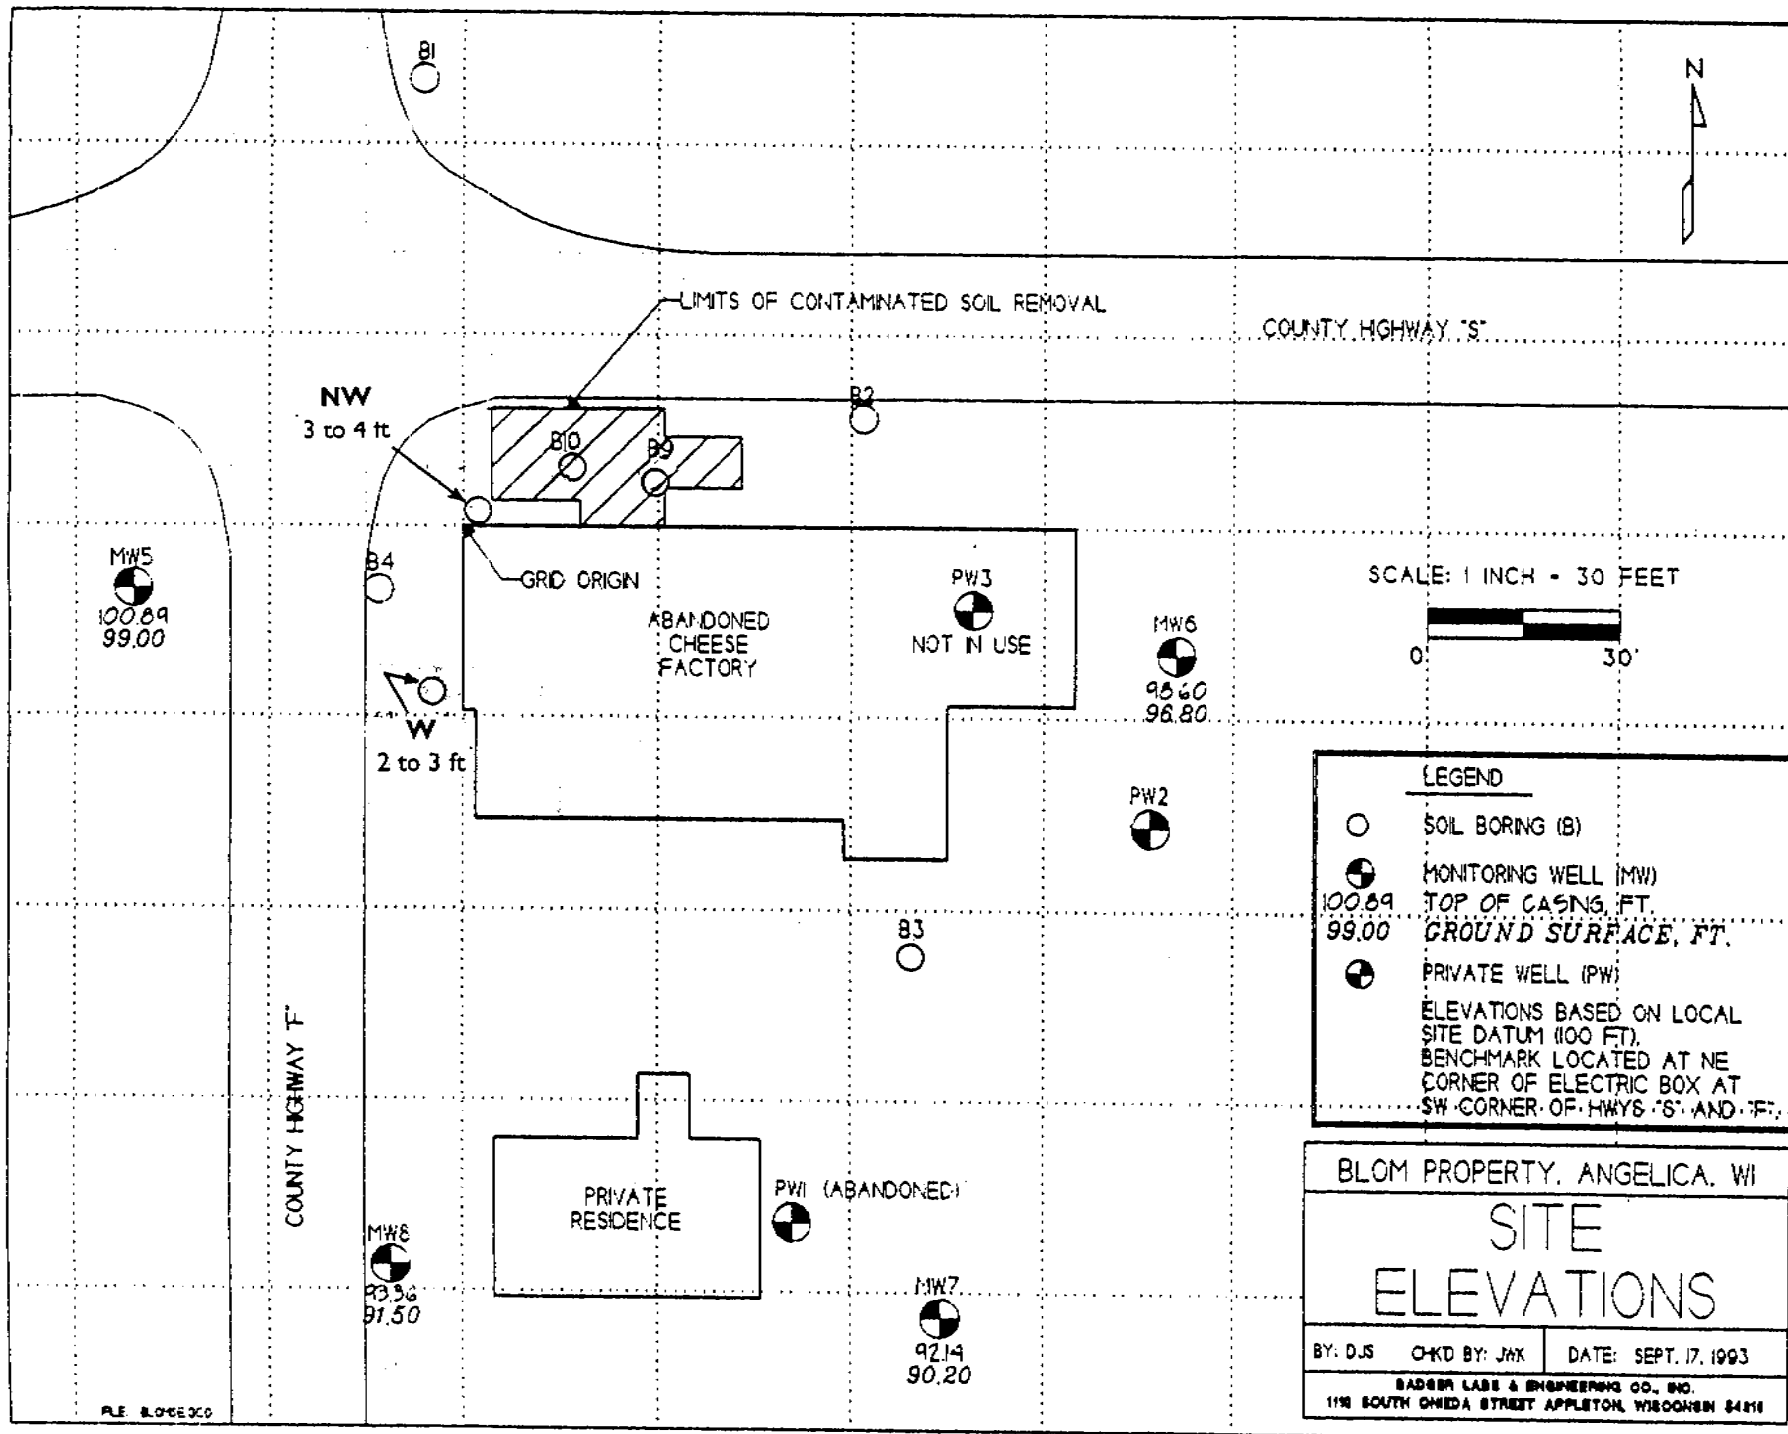 B1
N
LIMITS OF CONTAMINATED SOIL REMOVAL
COUNTY HIGHWAY "S"
NW
3 to 4 ft
B2
B10
B9
MW5
100.89
99.00
B4
GRID ORIGIN
ABANDONED
CHEESE
FACTORY
PW3
NOT IN USE
MW6
98.60
96.80
SCALE: 1 INCH = 30 FEET
0 30'
W
2 to 3 ft
PW2
LEGEND
SOIL BORING (B)
MONITORING WELL (MW)
100.89 TOP OF CASING, FT.
99.00 GROUND SURFACE, FT.
PRIVATE WELL (PW)
ELEVATIONS BASED ON LOCAL
SITE DATUM (100 FT).
BENCHMARK LOCATED AT NE
CORNER OF ELECTRIC BOX AT
SW CORNER OF HWYS "S" AND "F".
B3
COUNTY HIGHWAY "F"
PRIVATE
RESIDENCE
PW1 (ABANDONED)
MW8
93.36
91.50
MW7
92.14
90.20
BLOM PROPERTY, ANGELICA, WI
SITE
ELEVATIONS
BY: DJS CHKD BY: JWK DATE: SEPT. 17, 1993
BADGER LABS & ENGINEERING CO., INC.
SOUTH ONEIDA STREET APPLETON, WISCONSIN